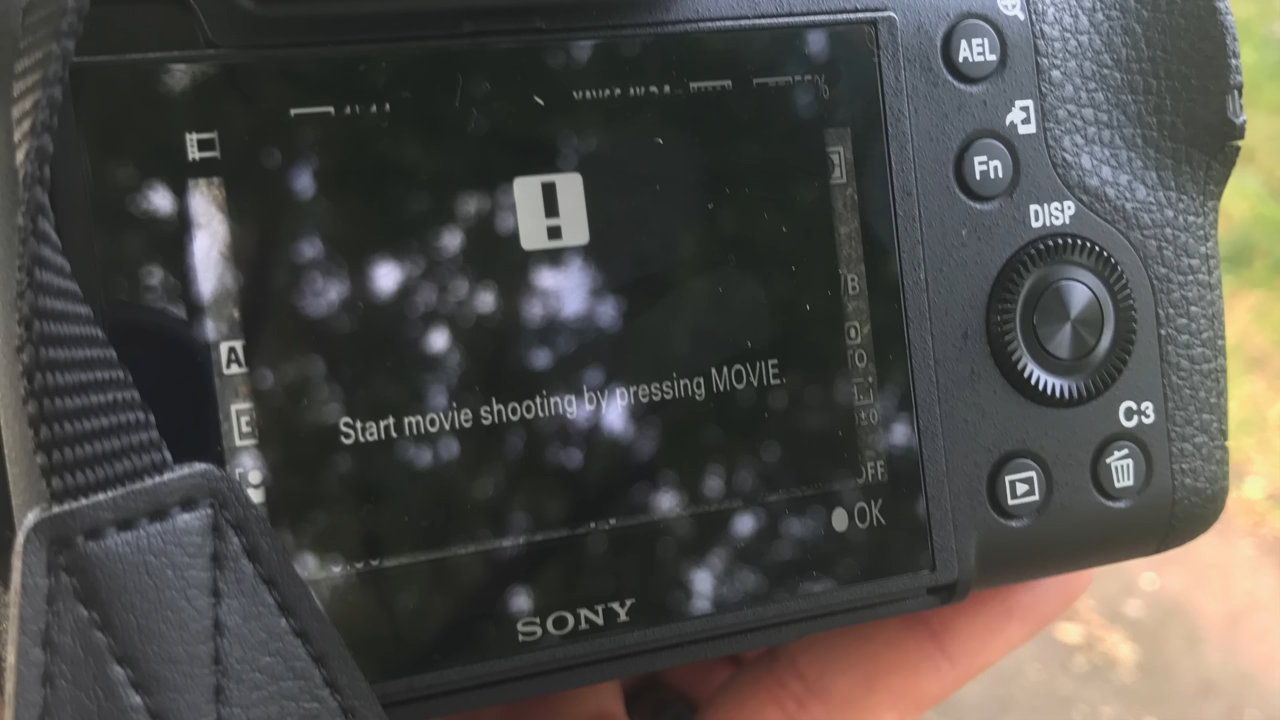 AEL
Fn
DISP
Start movie shooting by pressing MOVIE.
C3
OFF
OK
SONY